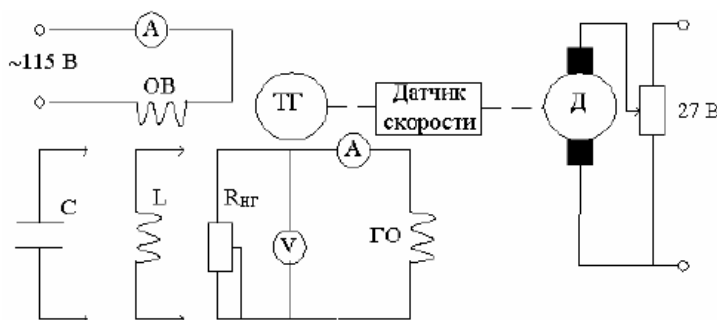 А
~115 В
ОВ
ТГ
Датчик
скорости
Д
27 В
С
L
Rнг
V
А
ГО